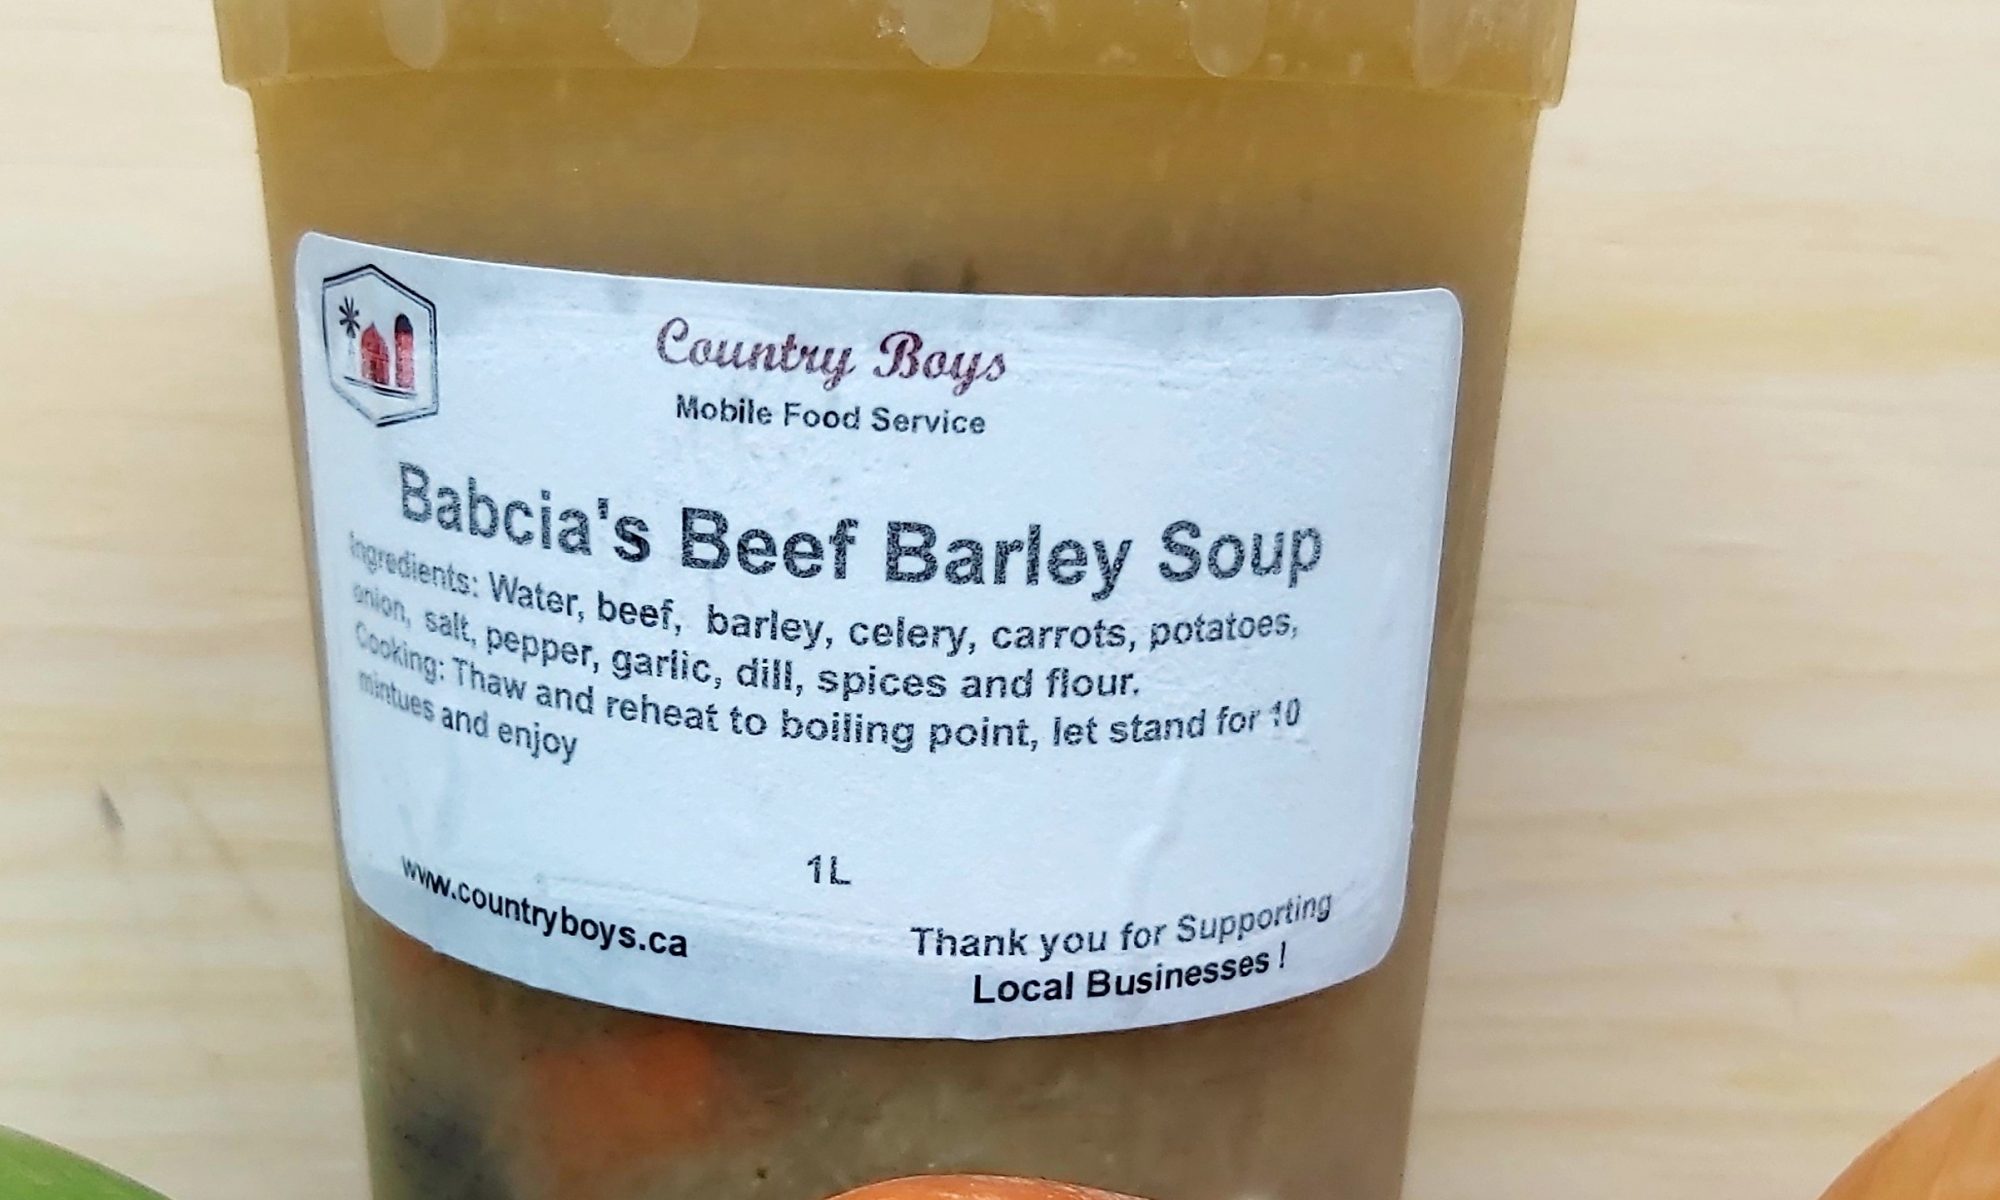 Country Boys
Mobile Food Service
Babcia's Beef Barley Soup
Ingredients: Water, beef, barley, celery, carrots, potatoes,
onion, salt, pepper, garlic, dill, spices and flour.
Cooking: Thaw and reheat to boiling point, let stand for 10
mintues and enjoy
1L
www.countryboys.ca
Thank you for Supporting
Local Businesses !